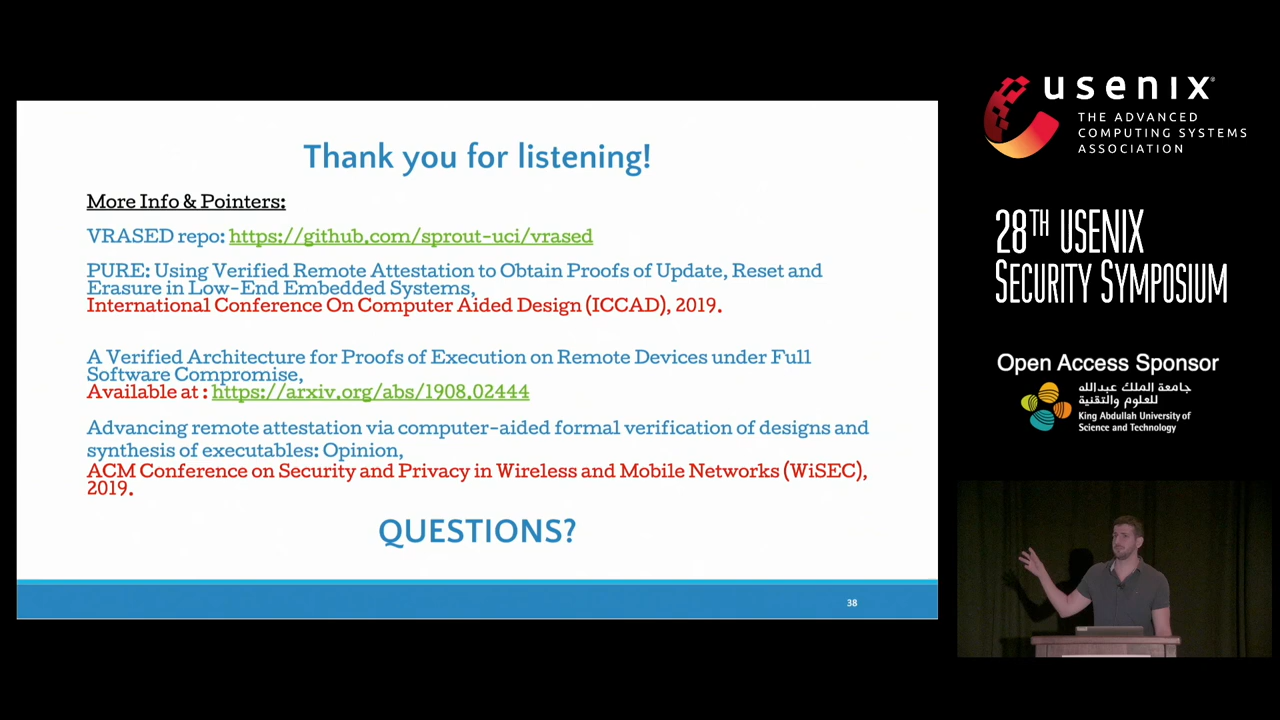 Thank you for listening!
More Info & Pointers:
VRASED repo: https://github.com/sprout-uci/vrased
PURE: Using Verified Remote Attestation to Obtain Proofs of Update, Reset and
Erasure in Low-End Embedded Systems,
International Conference On Computer Aided Design (ICCAD), 2019.
A Verified Architecture for Proofs of Execution on Remote Devices under Full
Software Compromise,
Available at : https://arxiv.org/abs/1908.02444
Advancing remote attestation via computer-aided formal verification of designs and
synthesis of executables: Opinion,
ACM Conference on Security and Privacy in Wireless and Mobile Networks (WiSEC),
2019.
QUESTIONS?
38
usenix®
THE ADVANCED
COMPUTING SYSTEMS
ASSOCIATION
28TH USENIX
SECURITY SYMPOSIUM
Open Access Sponsor
جامعة الملك عبدالله
للعلوم والتقنية
King Abdullah University of
Science and Technology